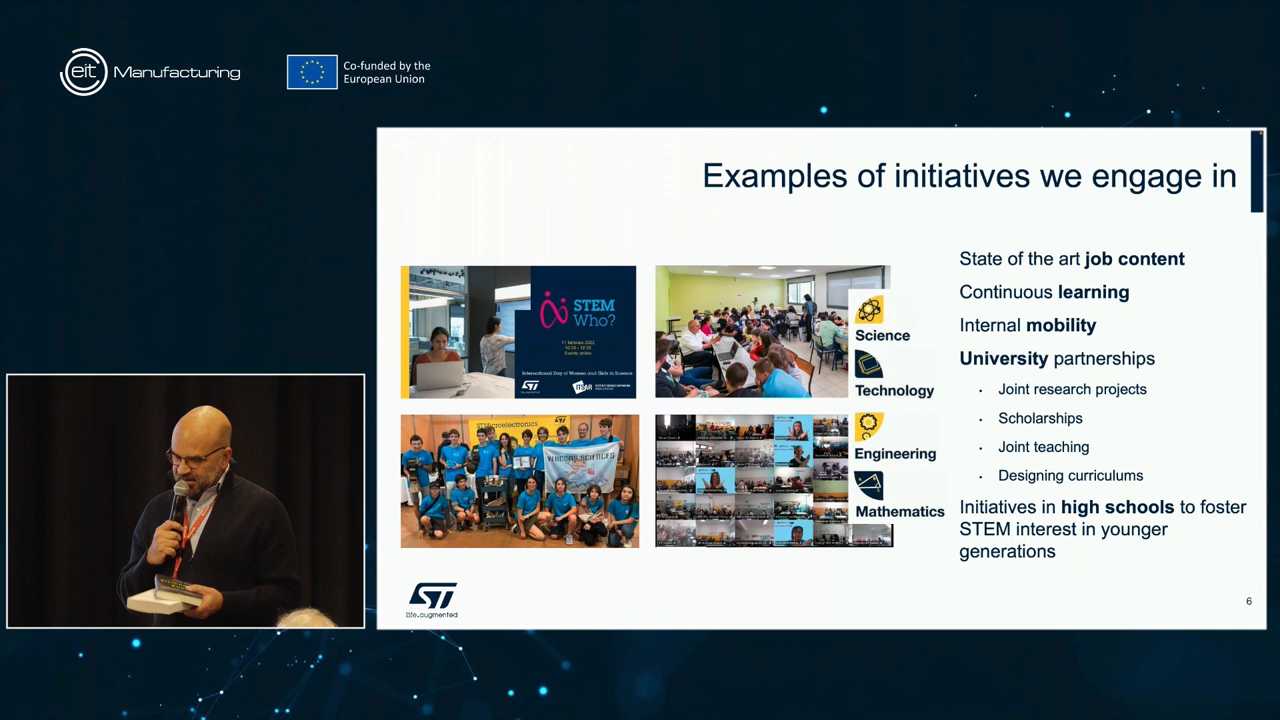 eit Manufacturing
Co-funded by the
European Union
Examples of initiatives we engage in
STEM
Who?
11 febbraio 2022
International Day of Women and Girls in Science
ST
STMicroelectronics
Science
Technology
Engineering
Mathematics
State of the art job content
Continuous learning
Internal mobility
University partnerships
· Joint research projects
· Scholarships
· Joint teaching
· Designing curriculums
Initiatives in high schools to foster
STEM interest in younger
generations
ST
life.augmented
6